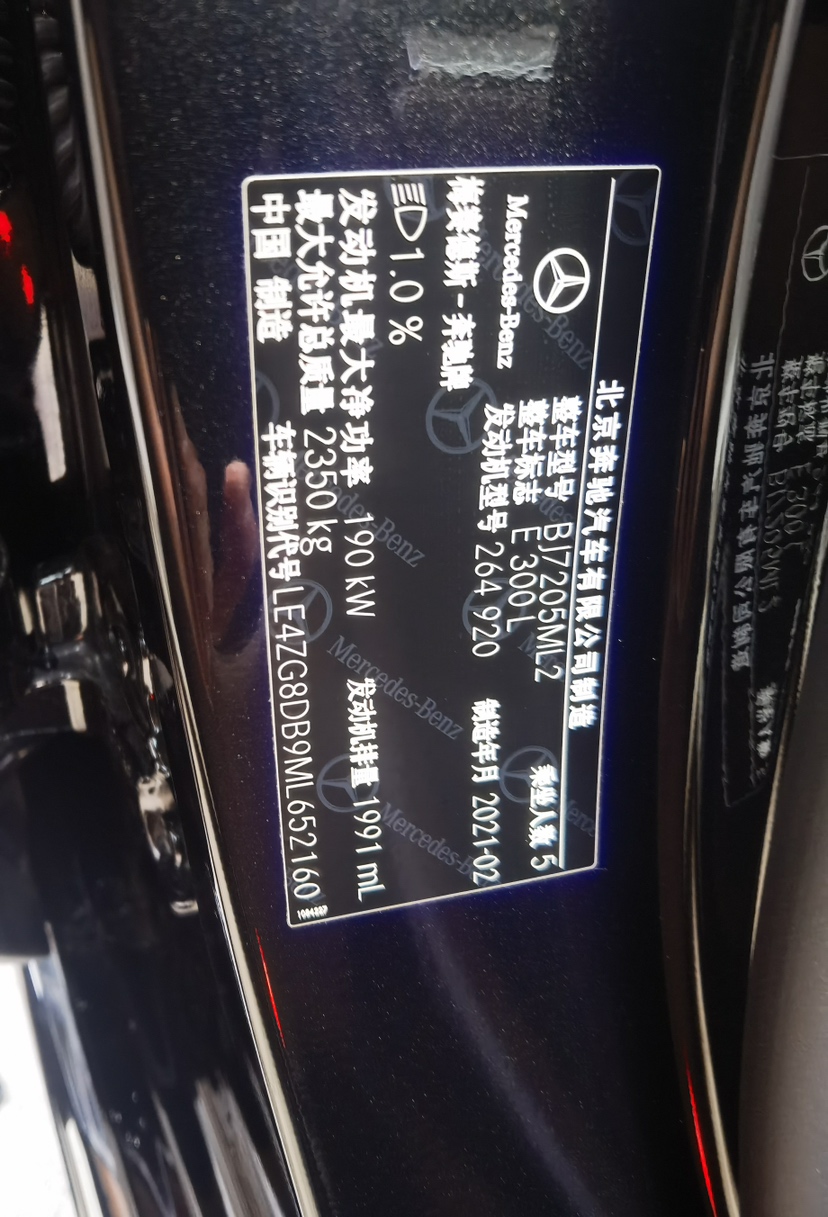 北京奔驰汽车有限公司制造
Mercedes-Benz
梅赛德斯-奔驰牌
整车型号 BJ7205ML2
整车标志 E 300 L
乘坐人数 5
发动机型号 264 920
制造年月 2021-02
1.0 %
发动机最大净功率 190 kW
发动机排量 1991 mL
最大允许总质量 2350 kg
中国 制造
车辆识别代号 LE4ZG8DB9ML652160
Mercedes-Benz
Mercedes-Benz